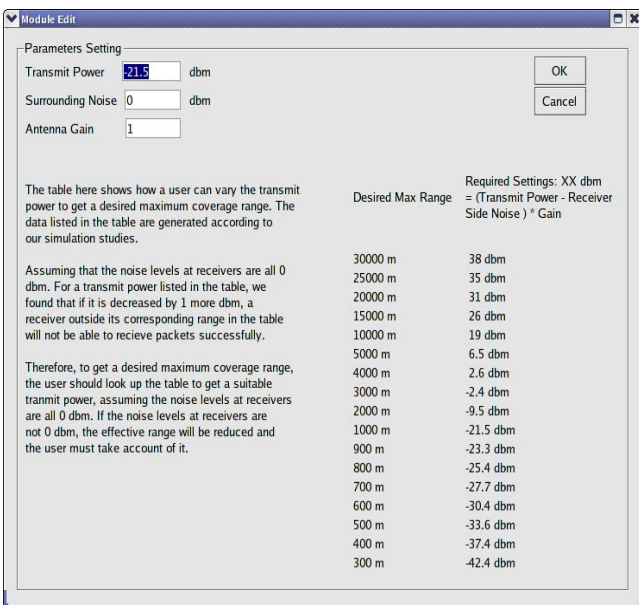 Module Edit
Parameters Setting
Transmit Power -21.5 dbm
OK
Surrounding Noise 0 dbm
Cancel
Antenna Gain 1
The table here shows how a user can vary the transmit
power to get a desired maximum coverage range. The
data listed in the table are generated according to
our simulation studies.
Assuming that the noise levels at receivers are all 0
dbm. For a transmit power listed in the table, we
found that if it is decreased by 1 more dbm, a
receiver outside its corresponding range in the table
will not be able to recieve packets successfully.
Therefore, to get a desired maximum coverage range,
the user should look up the table to get a suitable
tranmit power, assuming the noise levels at receivers
are all 0 dbm. If the noise levels at receivers are
not 0 dbm, the effective range will be reduced and
the user must take account of it.
Desired Max Range
Required Settings: XX dbm
= (Transmit Power - Receiver
Side Noise ) * Gain
30000 m 38 dbm
25000 m 35 dbm
20000 m 31 dbm
15000 m 26 dbm
10000 m 19 dbm
5000 m 6.5 dbm
4000 m 2.6 dbm
3000 m -2.4 dbm
2000 m -9.5 dbm
1000 m -21.5 dbm
900 m -23.3 dbm
800 m -25.4 dbm
700 m -27.7 dbm
600 m -30.4 dbm
500 m -33.6 dbm
400 m -37.4 dbm
300 m -42.4 dbm